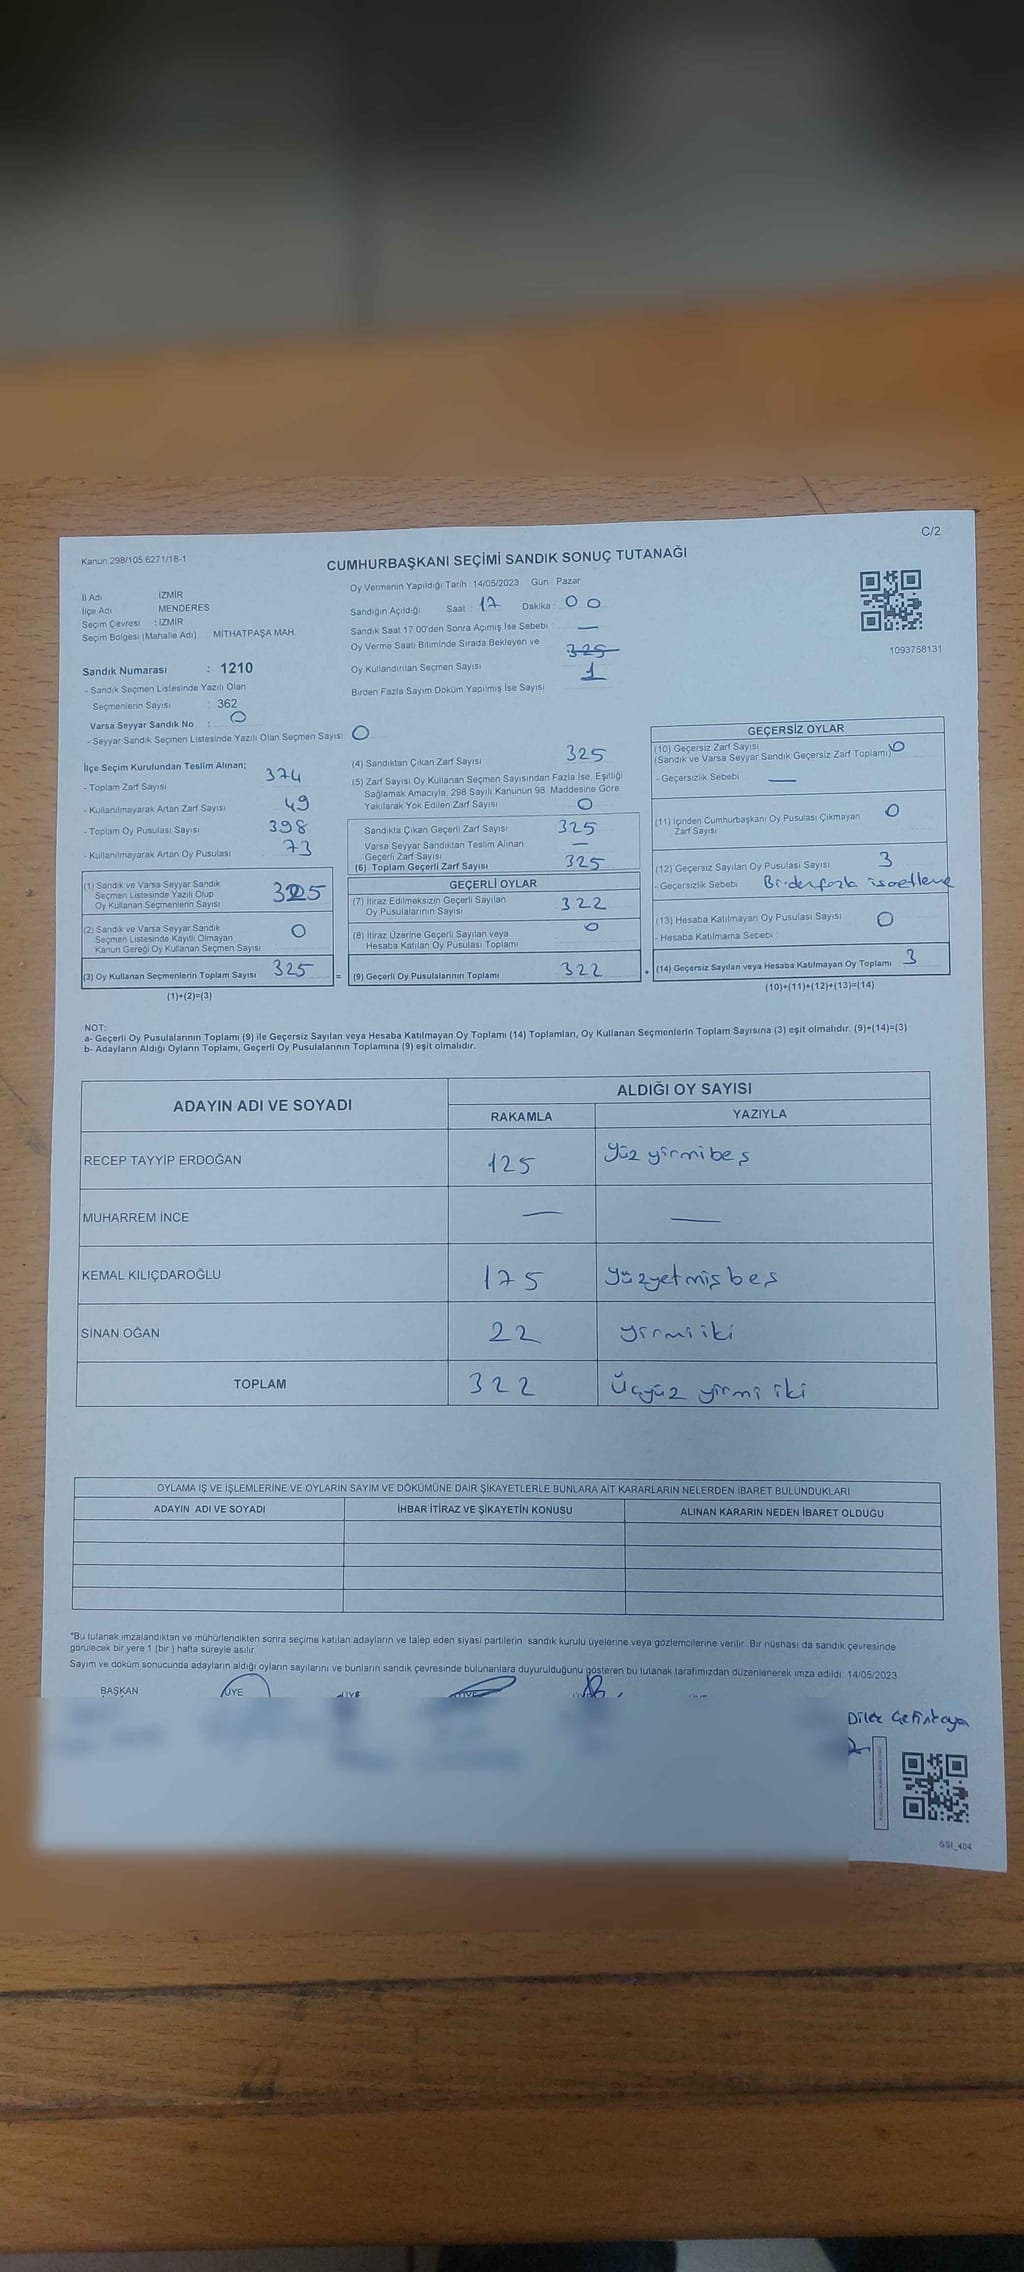 C/2
Kanun:298/105 6271/18-1
CUMHURBAŞKANI SEÇİMİ SANDIK SONUÇ TUTANAĞI
İl Adı : İZMİR
İlçe Adı MENDERES
Seçim Çevresi : İZMİR
Seçim Bölgesi (Mahalle Adı) MİTHATPAŞA MAH.
Sandık Numarası : 1210
- Sandık Seçmen Listesinde Yazılı Olan
Seçmenlerin Sayısı : 362
Varsa Seyyar Sandık No : 0
- Seyyar Sandık Seçmen Listesinde Yazılı Olan Seçmen Sayısı: 0
Oy Vermenin Yapıldığı Tarih : 14/05/2023 Gün Pazar
Sandığın Açıldığı Saat : 17 Dakika : 00
Sandık Saat 17:00'den Sonra Açımış İse Sebebi : —
Oy Verme Saati Bitiminde Sırada Bekleyen ve 325
Oy Kullandırılan Seçmen Sayısı 1
Birden Fazla Sayım Döküm Yapılmış İse Sayısı
1093758131
İlçe Seçim Kurulundan Teslim Alınan;
- Toplam Zarf Sayısı 374
- Kullanılmayarak Artan Zarf Sayısı 49
- Toplam Oy Pusulası Sayısı 398
- Kullanılmayarak Artan Oy Pusulası 73
(1) Sandık ve Varsa Seyyar Sandık
Seçmen Listesinde Yazılı Olup
Oy Kullanan Seçmenlerin Sayısı 325
(2) Sandık ve Varsa Seyyar Sandık
Seçmen Listesinde Kayıtlı Olmayan
Kanun Gereği Oy Kullanan Seçmen Sayısı 0
(3) Oy Kullanan Seçmenlerin Toplam Sayısı 325 =
(1)+(2)=(3)
(4) Sandıktan Çıkan Zarf Sayısı 325
(5) Zarf Sayısı Oy Kullanan Seçmen Sayısından Fazla İse, Eşitliği
Sağlamak Amacıyla, 298 Sayılı Kanunun 98. Maddesine Göre
Yakılarak Yok Edilen Zarf Sayısı 0
Sandıkta Çıkan Geçerli Zarf Sayısı 325
Varsa Seyyar Sandıktan Teslim Alınan —
Geçerli Zarf Sayısı
(6) Toplam Geçerli Zarf Sayısı 325
GEÇERLİ OYLAR
(7) İtiraz Edilmeksizin Geçerli Sayılan
Oy Pusulalarının Sayısı 322
(8) İtiraz Üzerine Geçerli Sayılan veya
Hesaba Katılan Oy Pusulası Toplamı 0
(9) Geçerli Oy Pusulalarının Toplamı 322 +
GEÇERSİZ OYLAR
(10) Geçersiz Zarf Sayısı
(Sandık ve Varsa Seyyar Sandık Geçersiz Zarf Toplamı) 0
- Geçersizlik Sebebi —
(11) İçinden Cumhurbaşkanı Oy Pusulası Çıkmayan
Zarf Sayısı 0
(12) Geçersiz Sayılan Oy Pusulası Sayısı 3
- Geçersizlik Sebebi : Birden fazla isaetleme
(13) Hesaba Katılmayan Oy Pusulası Sayısı 0
- Hesaba Katılmama Sebebi :
(14) Geçersiz Sayılan veya Hesaba Katılmayan Oy Toplamı 3
(10)+(11)+(12)+(13)=(14)
NOT:
a- Geçerli Oy Pusulalarının Toplamı (9) ile Geçersiz Sayılan veya Hesaba Katılmayan Oy Toplamı (14) Toplamları, Oy Kullanan Seçmenlerin Toplam Sayısına (3) eşit olmalıdır. (9)+(14)=(3)
b- Adayların Aldığı Oyların Toplamı, Geçerli Oy Pusulalarının Toplamına (9) eşit olmalıdır.
ADAYIN ADI VE SOYADI ALDIĞI OY SAYISI
RAKAMLA YAZIYLA
RECEP TAYYİP ERDOĞAN 125 Yüz yirmibeş
MUHARREM İNCE — —
KEMAL KILIÇDAROĞLU 175 Yüzyetmişbeş
SİNAN OĞAN 22 yirmi iki
TOPLAM 322 Üçyüz yirmi iki
OYLAMA İŞ VE İŞLEMLERİNE VE OYLARIN SAYIM VE DÖKÜMÜNE DAİR ŞİKAYETLERLE BUNLARA AİT KARARLARIN NELERDEN İBARET BULUNDUKLARI
ADAYIN ADI VE SOYADI İHBAR İTİRAZ VE ŞİKAYETİN KONUSU ALINAN KARARIN NEDEN İBARET OLDUĞU
*Bu tutanak imzalandıktan ve mühürlendikten sonra seçime katılan adayların ve talep eden siyasi partilerin sandık kurulu üyelerine veya gözlemcilerine verilir. Bir nüshası da sandık çevresinde
görülecek bir yere 1 (bir ) hafta süreyle asılır.
Sayım ve döküm sonucunda adayların aldığı oyların sayılarını ve bunların sandık çevresinde bulunanlara duyurulduğunu gösteren bu tutanak tarafımızdan düzenlenerek imza edildi. 14/05/2023
BAŞKAN ÜYE ÜYE
Dilek Çetinkaya
SSI_404